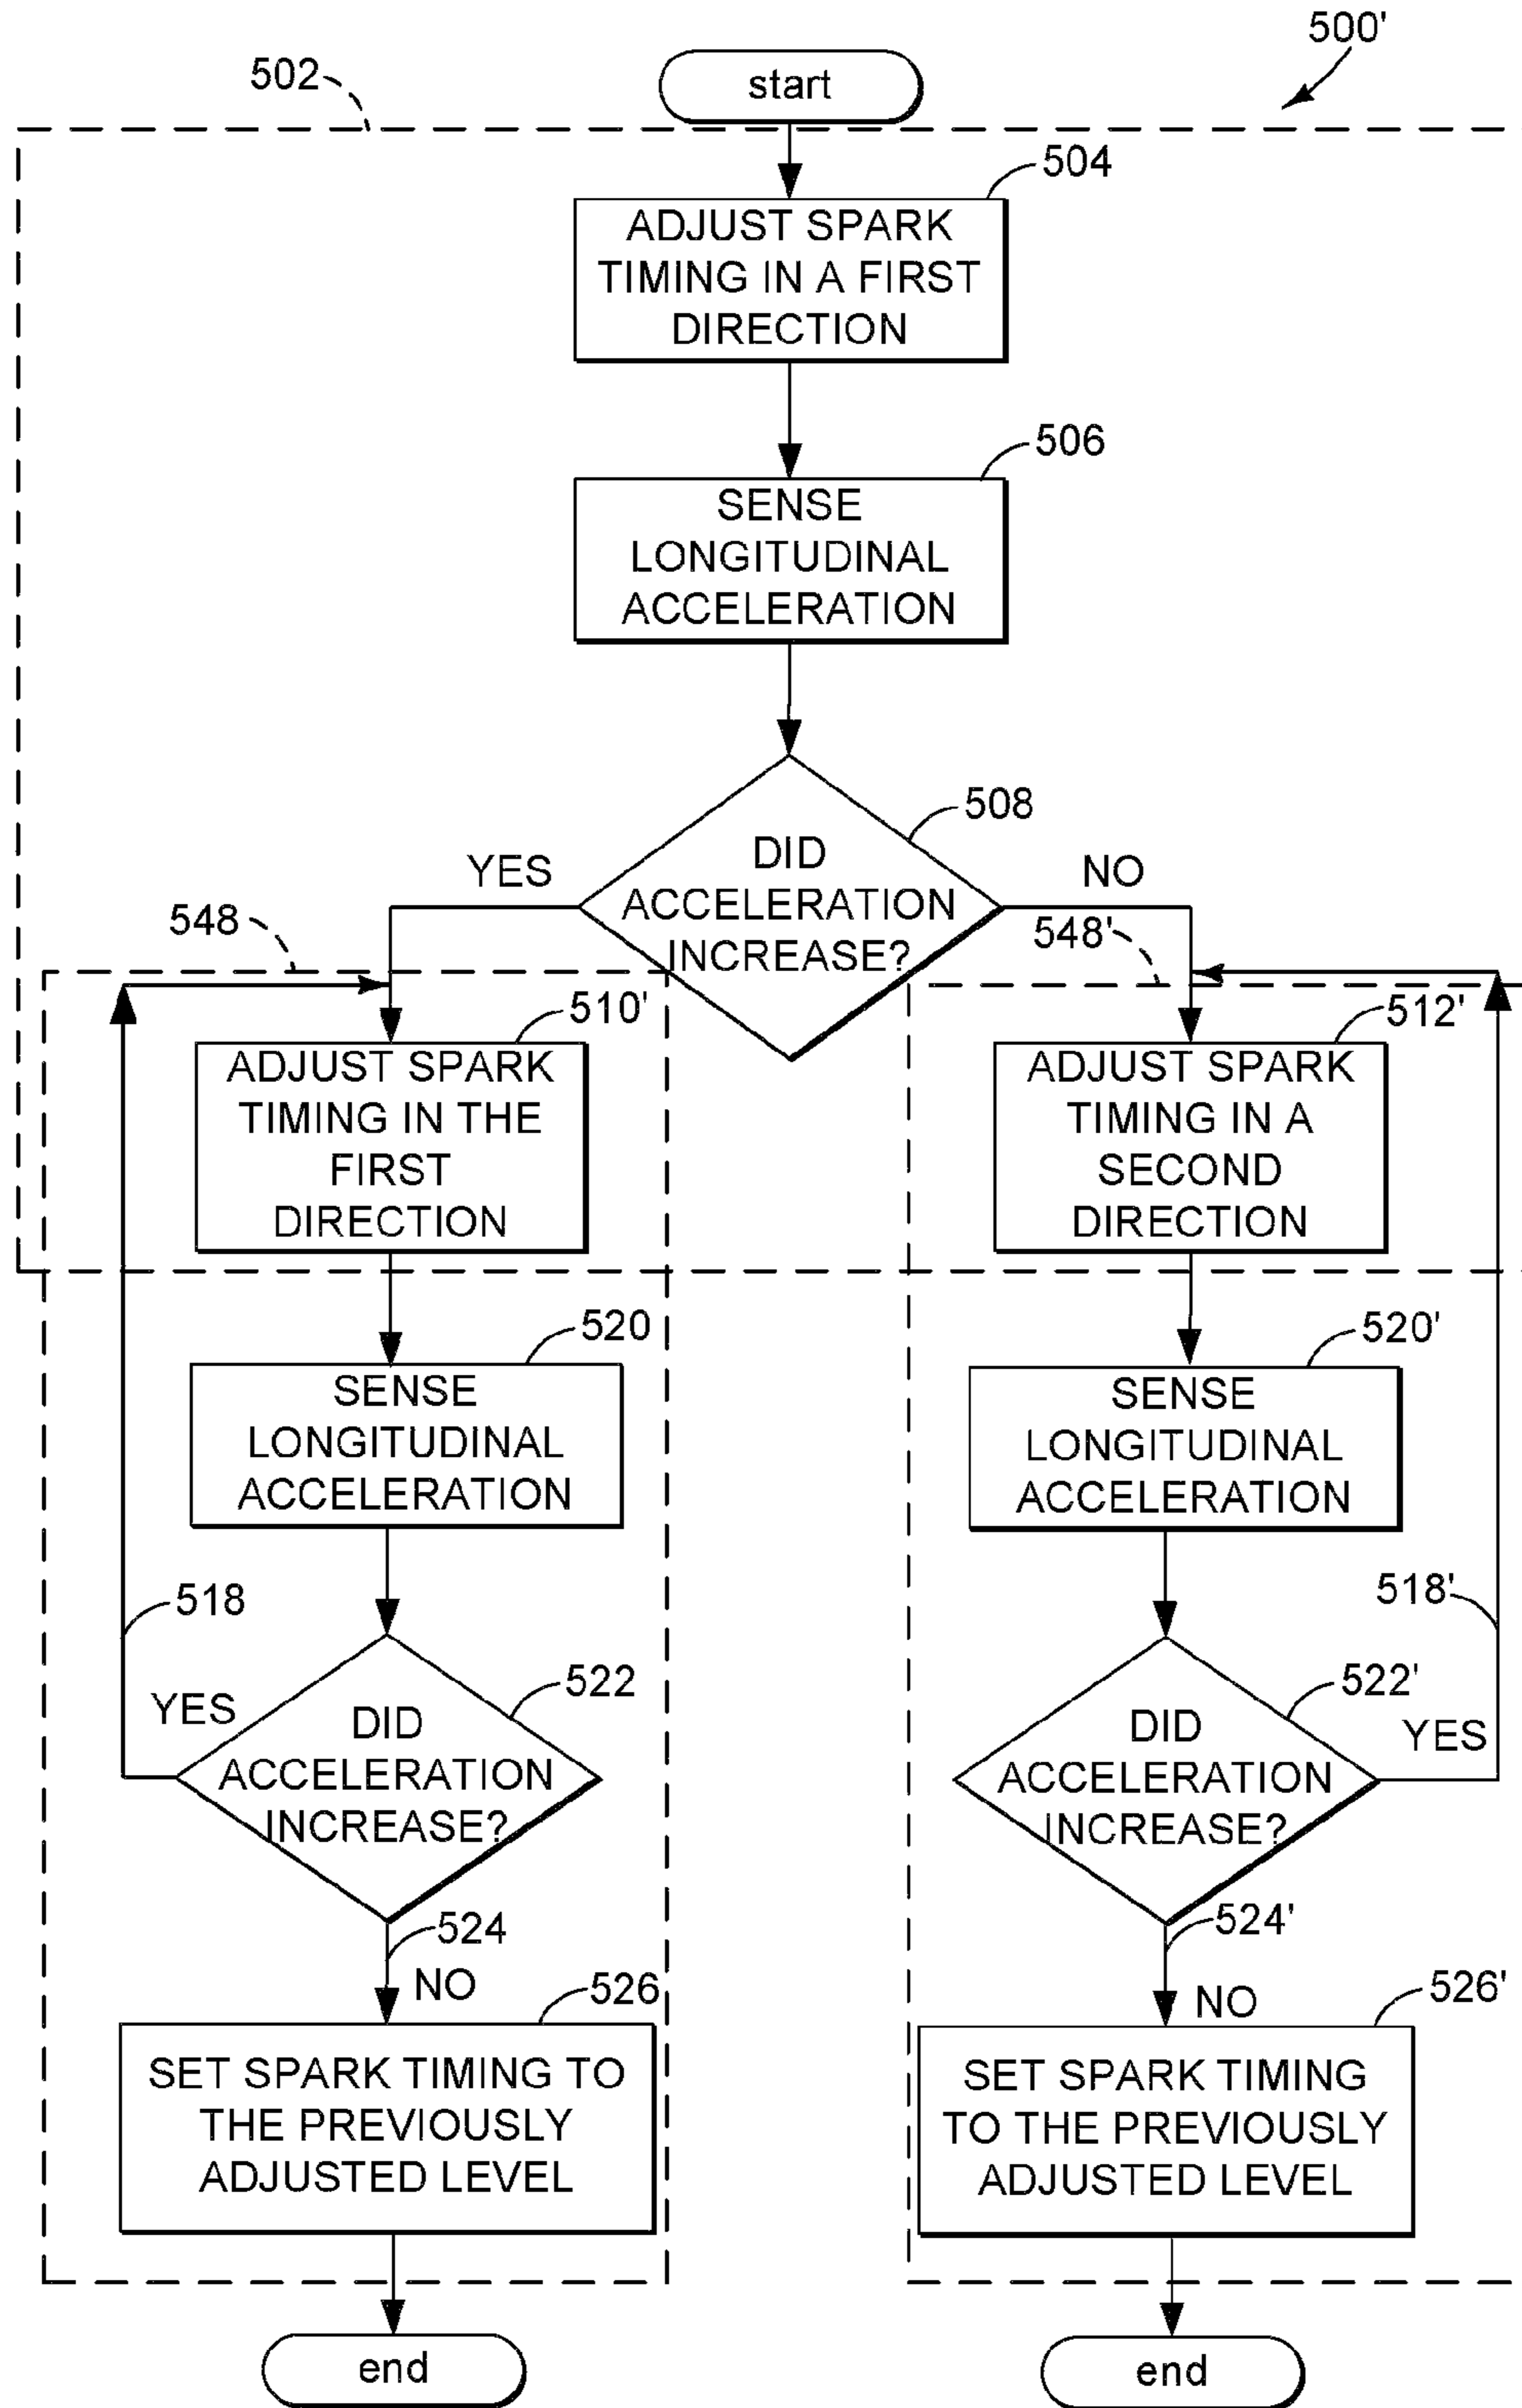 500'
502
start
504
ADJUST SPARK
TIMING IN A FIRST
DIRECTION
506
SENSE
LONGITUDINAL
ACCELERATION
508
DID
ACCELERATION
INCREASE?
YES
NO
548
548'
510'
ADJUST SPARK
TIMING IN THE
FIRST
DIRECTION
512'
ADJUST SPARK
TIMING IN A
SECOND
DIRECTION
520
SENSE
LONGITUDINAL
ACCELERATION
520'
SENSE
LONGITUDINAL
ACCELERATION
518
518'
522
YES
DID
ACCELERATION
INCREASE?
522'
YES
DID
ACCELERATION
INCREASE?
524
NO
524'
NO
526
SET SPARK TIMING TO
THE PREVIOUSLY
ADJUSTED LEVEL
526'
SET SPARK TIMING
TO THE PREVIOUSLY
ADJUSTED LEVEL
end
end